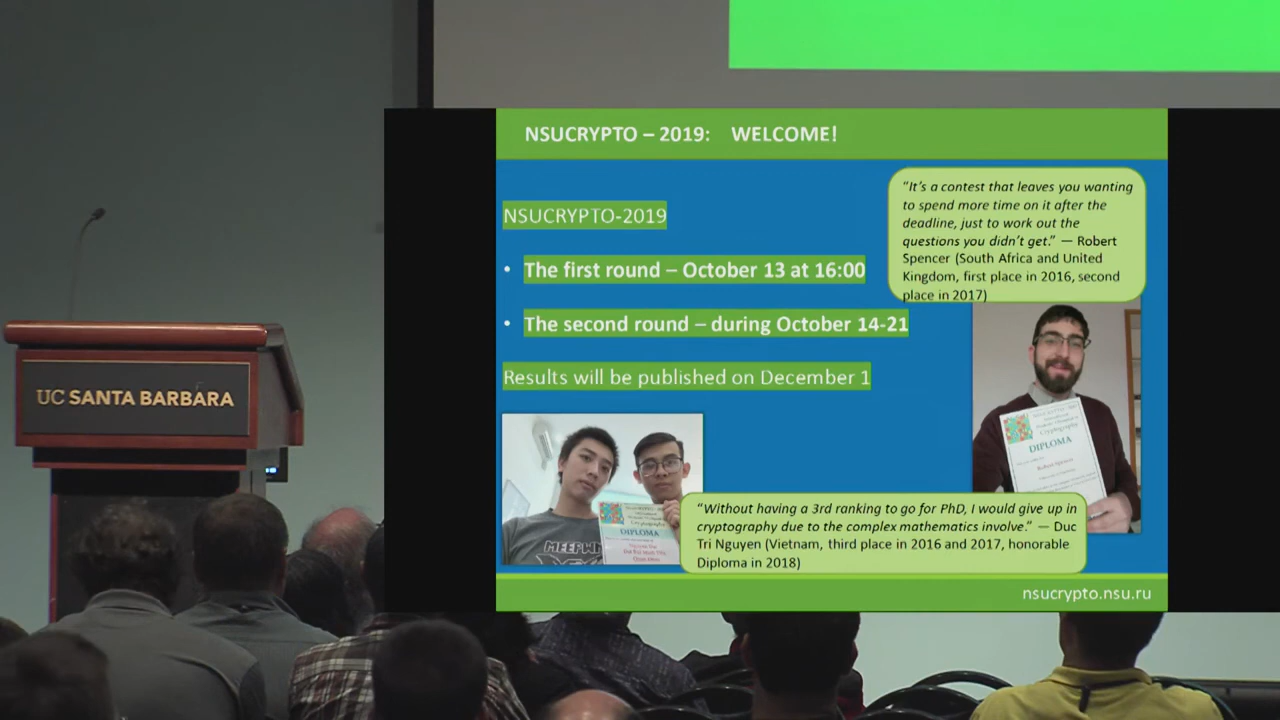 NSUCRYPTO – 2019: WELCOME!
"It's a contest that leaves you wanting
to spend more time on it after the
deadline, just to work out the
questions you didn't get." — Robert
Spencer (South Africa and United
Kingdom, first place in 2016, second
place in 2017)
NSUCRYPTO-2019
• The first round – October 13 at 16:00
• The second round – during October 14-21
Results will be published on December 1
UC SANTA BARBARA
Cryptography
DIPLOMA
Robert Spencer
Cryptography
DIPLOMA
MEEPWN
"Without having a 3rd ranking to go for PhD, I would give up in
cryptography due to the complex mathematics involve." — Duc
Tri Nguyen (Vietnam, third place in 2016 and 2017, honorable
Diploma in 2018)
nsucrypto.nsu.ru